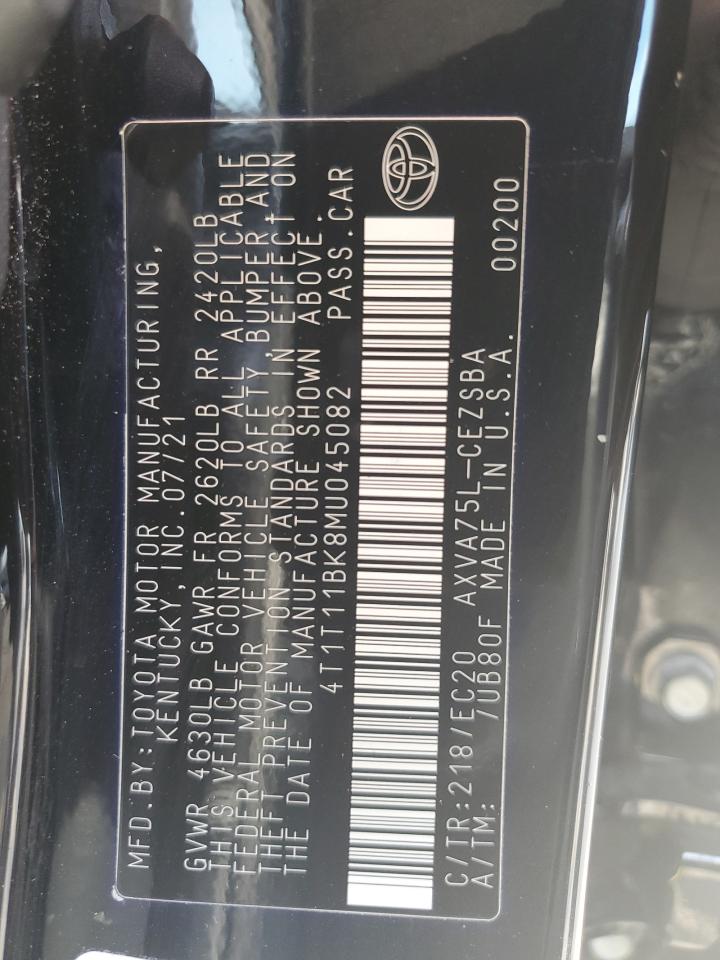 MFD.BY:TOYOTA MOTOR MANUFACTURING,
KENTUCKY, INC.07/21
GVWR 4630LB GAWR FR 2620LB RR 2420LB
THIS VEHICLE CONFORMS TO ALL APPLICABLE
FEDERAL MOTOR VEHICLE SAFETY,BUMPER,AND
THEFT PREVENTION STANDARDS IN EFFECT ON
THE DATE OF MANUFACTURE SHOWN ABOVE.
4T1T11BK8MU045082 PASS.CAR
C/TR:218/EC20 AXVA75L-CEZSBA
A/TM: /UB80F MADE IN U.S.A. 00200